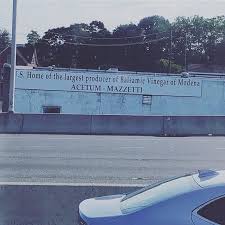 .S. Home of the largest producer of Balsamic Vinegar of Modena
ACETUM - MAZZETTI